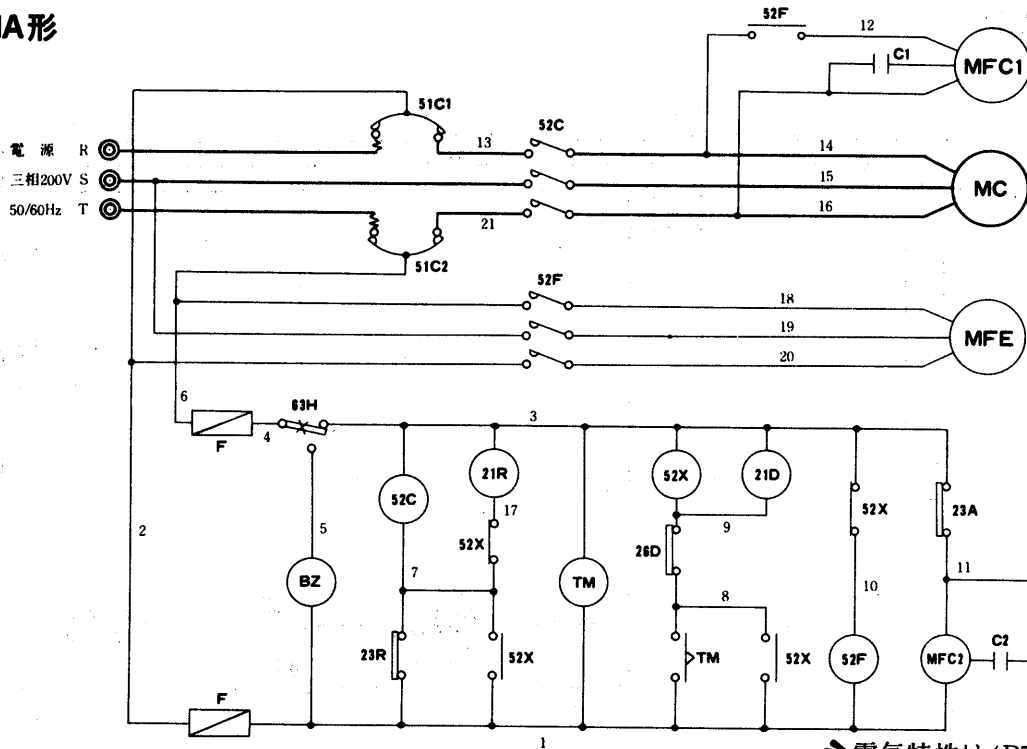 A形
52F
12
C1
MFC1
51C1
13
52C
14
電源 R
三相200V S
50/60Hz T
15
MC
16
21
51C2
52F
18
19
MFE
20
6
63H
3
F
4
52C
21R
17
52X
52X
21D
9
26D
52X
23A
2
5
BZ
7
TM
8
10
11
23R
52X
TM
52X
52F
MFC2
C2
F
1